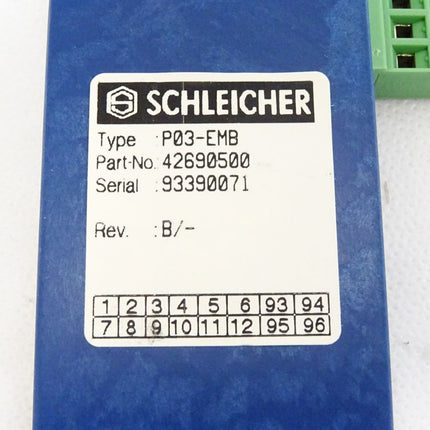 SCHLEICHER
Type : P03-EMB
Part-No. : 42690500
Serial : 93390071
Rev. : B/-
1 2 3 4 5 6 93 94
7 8 9 10 11 12 95 96